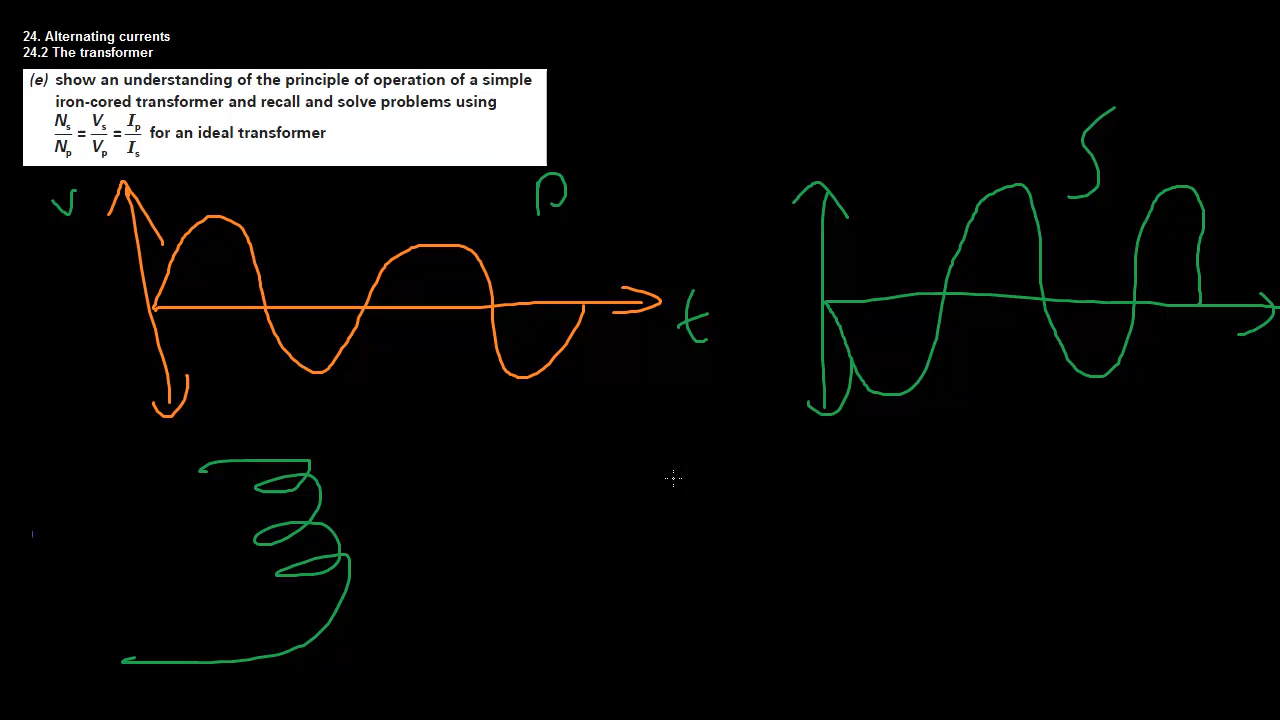 24. Alternating currents
24.2 The transformer
(e) show an understanding of the principle of operation of a simple
iron-cored transformer and recall and solve problems using
Ns/Np = Vs/Vp = Ip/Is for an ideal transformer
V
P
S
t